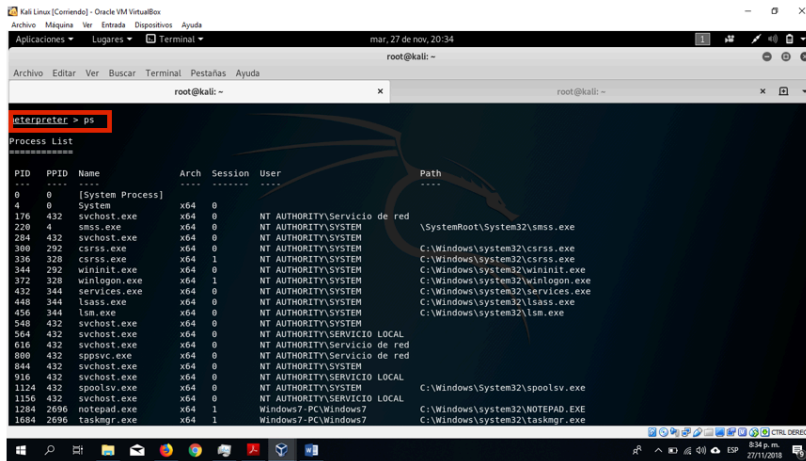 Kali Linux [Corriendo] - Oracle VM VirtualBox
Archivo Máquina Ver Entrada Dispositivos Ayuda
Aplicaciones Lugares Terminal mar, 27 de nov, 20:34 1
root@kali: ~
Archivo Editar Ver Buscar Terminal Pestañas Ayuda
root@kali: ~ root@kali: ~
eterpreter > ps
Process List
============
PID PPID Name Arch Session User Path
--- ---- ---- ---- ------- ---- ----
0 0 [System Process]
4 0 System x64 0
176 432 svchost.exe x64 0 NT AUTHORITY\Servicio de red
220 4 smss.exe x64 0 NT AUTHORITY\SYSTEM \SystemRoot\System32\smss.exe
284 432 svchost.exe x64 0 NT AUTHORITY\SYSTEM
300 292 csrss.exe x64 0 NT AUTHORITY\SYSTEM C:\Windows\system32\csrss.exe
336 328 csrss.exe x64 1 NT AUTHORITY\SYSTEM C:\Windows\system32\csrss.exe
344 292 wininit.exe x64 0 NT AUTHORITY\SYSTEM C:\Windows\system32\wininit.exe
372 328 winlogon.exe x64 1 NT AUTHORITY\SYSTEM C:\Windows\system32\winlogon.exe
432 344 services.exe x64 0 NT AUTHORITY\SYSTEM C:\Windows\system32\services.exe
448 344 lsass.exe x64 0 NT AUTHORITY\SYSTEM C:\Windows\system32\lsass.exe
456 344 lsm.exe x64 0 NT AUTHORITY\SYSTEM C:\Windows\system32\lsm.exe
548 432 svchost.exe x64 0 NT AUTHORITY\SYSTEM
564 432 svchost.exe x64 0 NT AUTHORITY\SERVICIO LOCAL
616 432 svchost.exe x64 0 NT AUTHORITY\Servicio de red
800 432 sppsvc.exe x64 0 NT AUTHORITY\Servicio de red
844 432 svchost.exe x64 0 NT AUTHORITY\SYSTEM
916 432 svchost.exe x64 0 NT AUTHORITY\SERVICIO LOCAL
1124 432 spoolsv.exe x64 0 NT AUTHORITY\SYSTEM C:\Windows\System32\spoolsv.exe
1156 432 svchost.exe x64 0 NT AUTHORITY\SERVICIO LOCAL
1284 2696 notepad.exe x64 1 Windows7-PC\Windows7 C:\Windows\System32\NOTEPAD.EXE
1684 2696 taskmgr.exe x64 1 Windows7-PC\Windows7 C:\Windows\System32\taskmgr.exe
CTRL DEREC
ESP 8:34 p. m.
27/11/2018